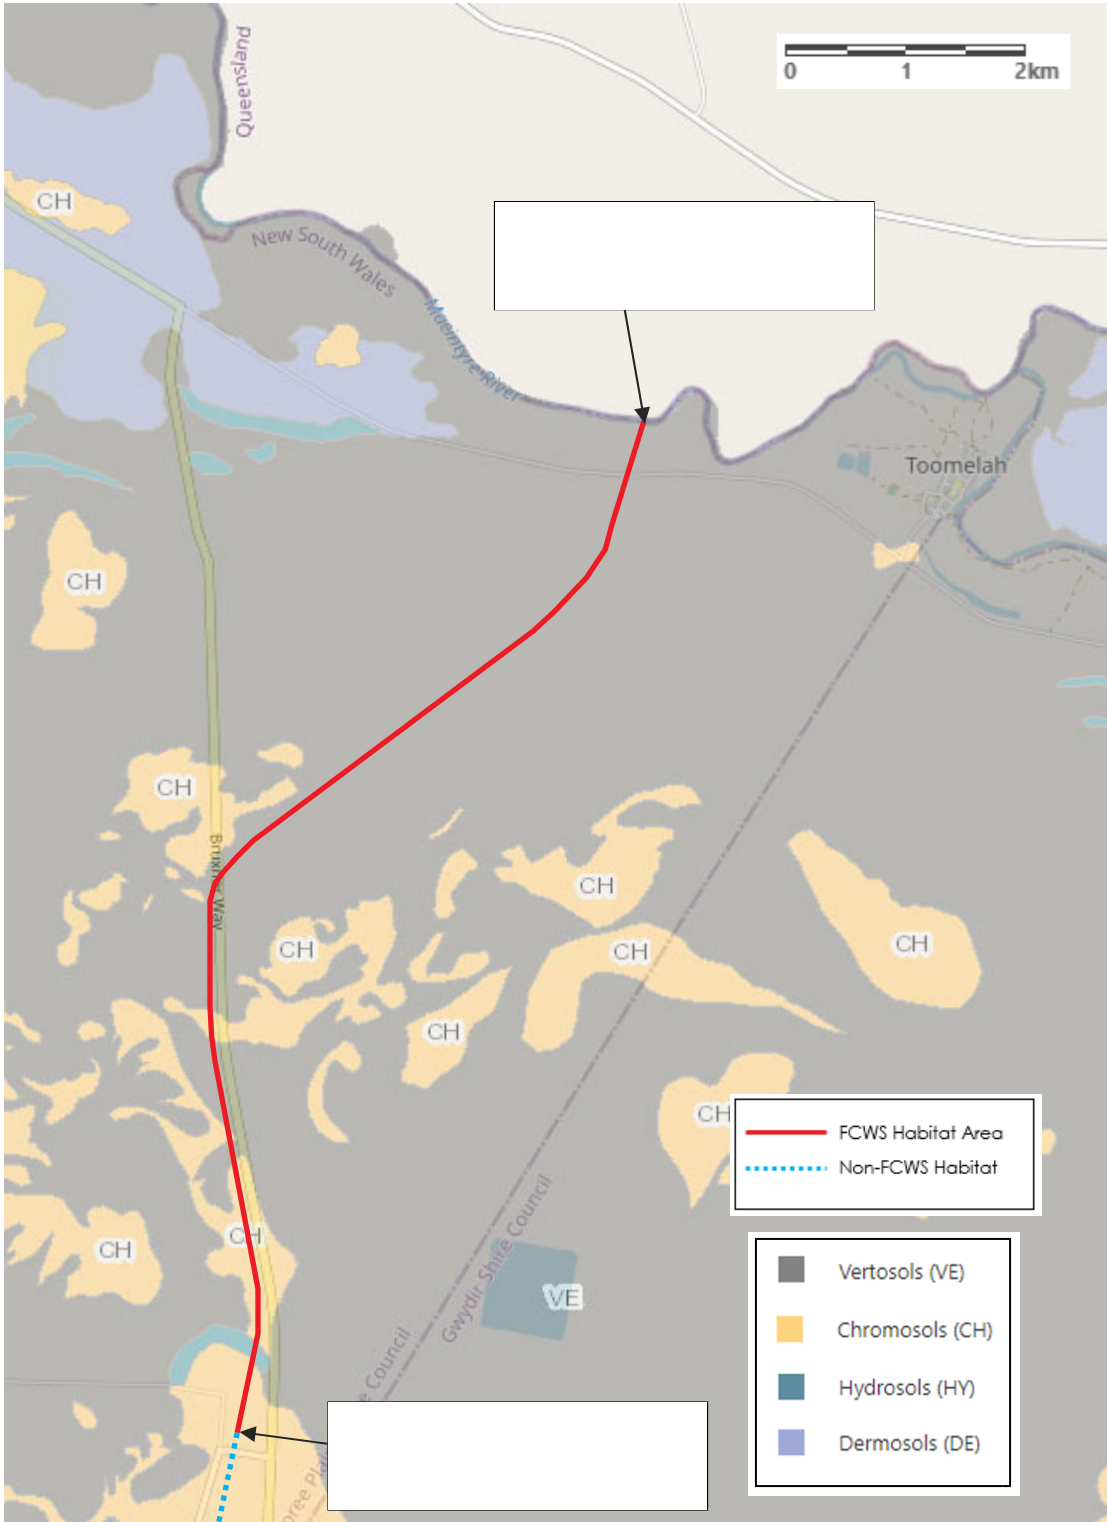 Queensland
0 1 2km
CH
New South Wales
Macintyre River
Toomelah
CH
CH
Bruxner Way
CH
CH
CH
CH
CH
CH
FCWS Habitat Area
Non-FCWS Habitat
CH
CH
Gwydir Shire Council
VE
Vertosols (VE)
Chromosols (CH)
Hydrosols (HY)
Dermosols (DE)
Council